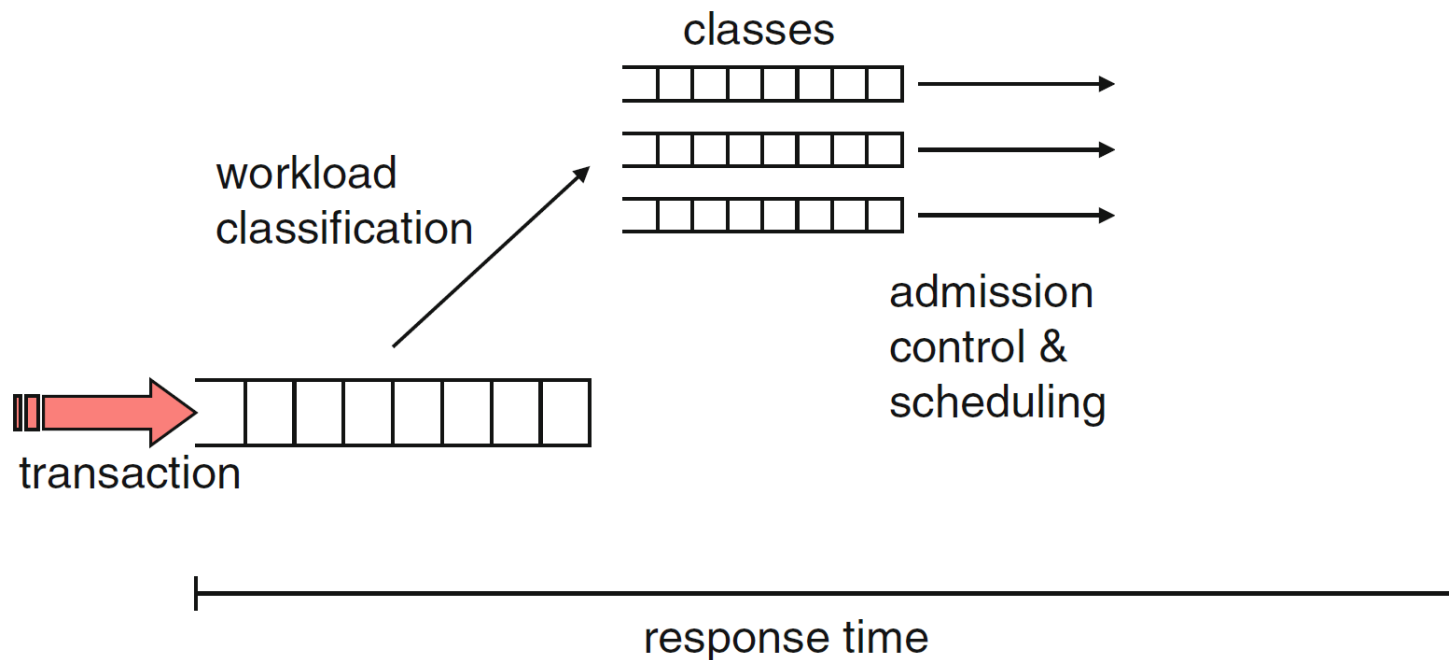 classes
workload
classification
admission
control &
scheduling
transaction
response time